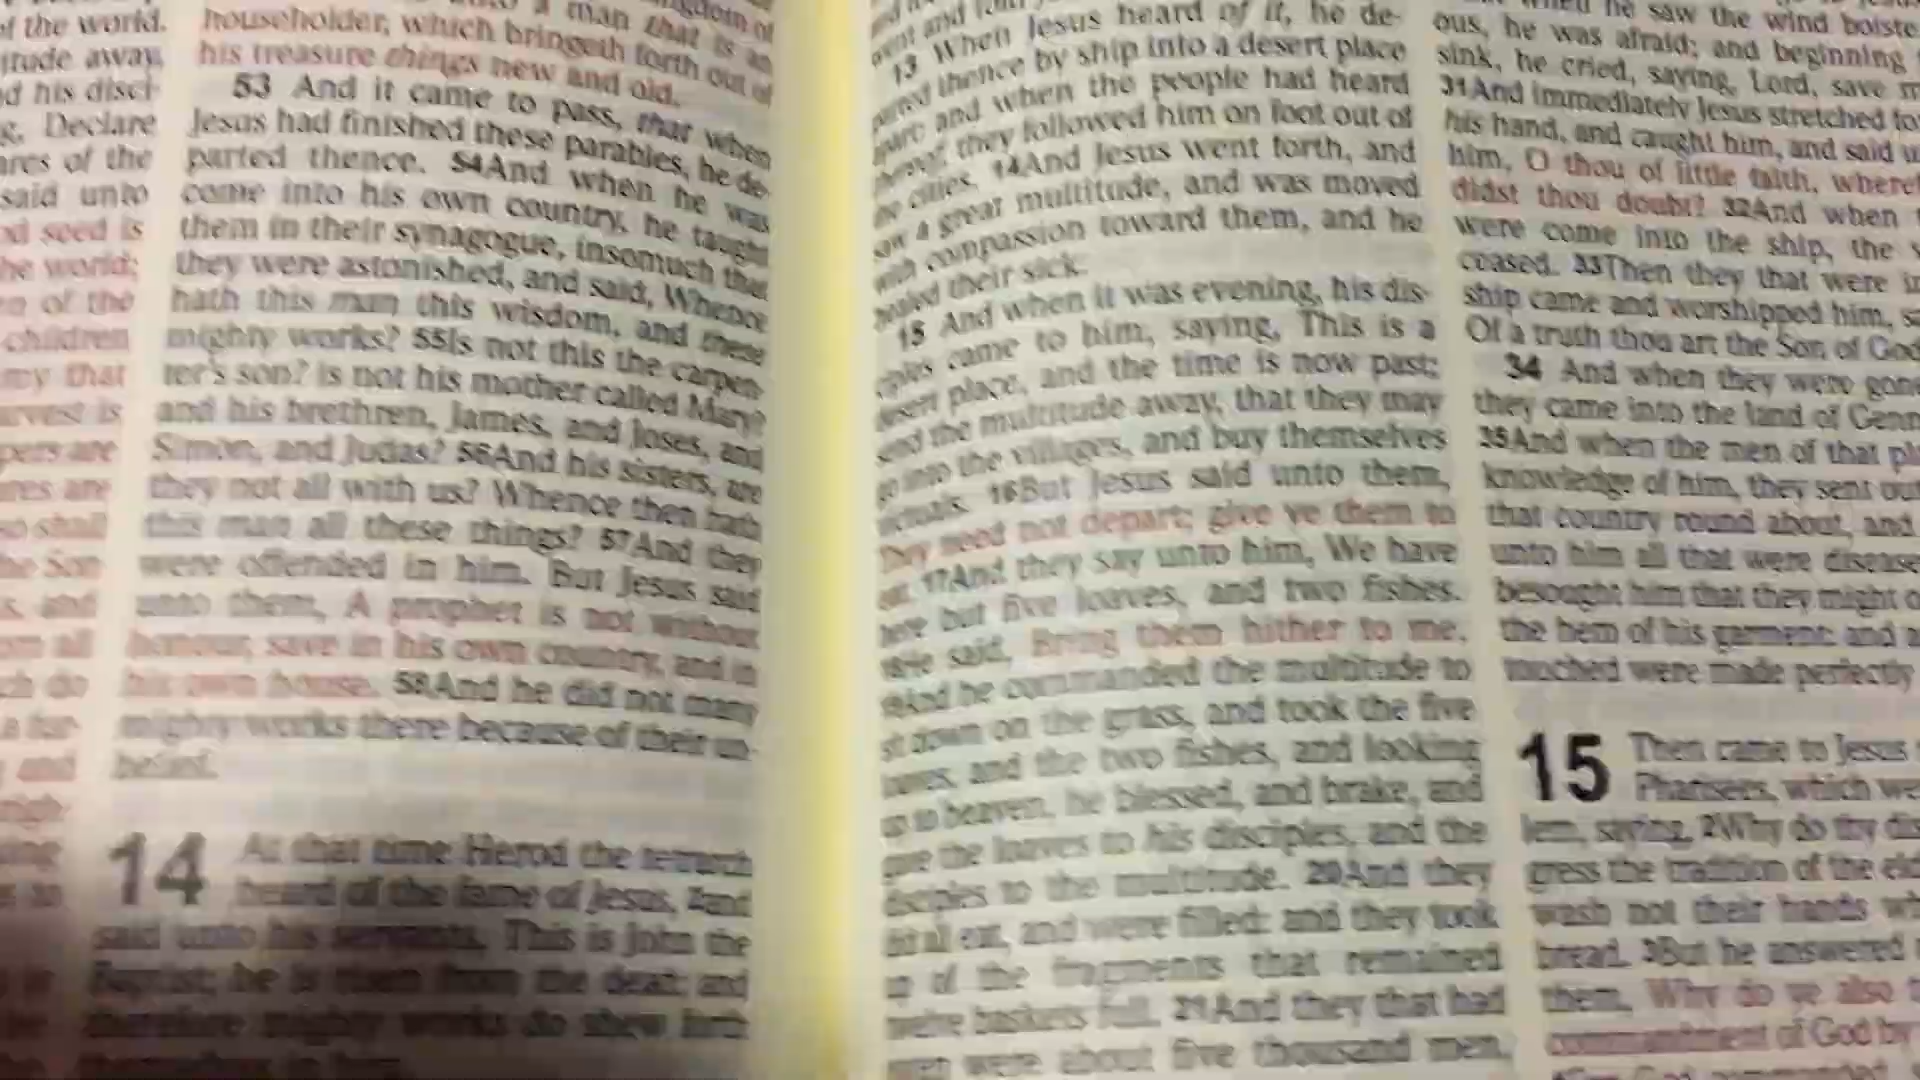 of the world.
away,
his disci-
Declare
of the
said unto
seed is
the world;
of the
children
that
is
are
are
so shall
the Son
and
all
do
a fur-
and
unto a man that is an
householder, which bringeth forth out of
his treasure things new and old.
53 And it came to pass, that when
Jesus had finished these parables, he de-
parted thence. 54And when he was
come into his own country, he taught
them in their synagogue, insomuch that
they were astonished, and said, Whence
hath this man this wisdom, and these
mighty works? 55Is not this the carpen-
ter's son? is not his mother called Mary?
and his brethren, James, and Joses, and
Simon, and Judas? 56And his sisters, are
they not all with us? Whence then hath
this man all these things? 57And they
were offended in him. But Jesus said
unto them, A prophet is not without
honour, save in his own country, and in
his own house. 58And he did not many
mighty works there because of their un-
belief.
14 At that time Herod the tetrarch
heard of the fame of Jesus, 2and
said unto his servants, This is John the
Baptist; he is risen from the dead; and
therefore mighty works do shew forth
themselves in him.
13 When Jesus heard of it, he de-
parted thence by ship into a desert place
apart: and when the people had heard
thereof, they followed him on foot out of
the cities. 14And Jesus went forth, and
saw a great multitude, and was moved
with compassion toward them, and he
healed their sick.
15 And when it was evening, his dis-
ciples came to him, saying, This is a
desert place, and the time is now past;
send the multitude away, that they may
go into the villages, and buy themselves
victuals. 16But Jesus said unto them,
They need not depart; give ye them to
eat. 17And they say unto him, We have
here but five loaves, and two fishes.
18He said, Bring them hither to me.
19And he commanded the multitude to
sit down on the grass, and took the five
loaves, and the two fishes, and looking
up to heaven, he blessed, and brake, and
gave the loaves to his disciples, and the
disciples to the multitude. 20And they
did all eat, and were filled: and they took
up of the fragments that remained
twelve baskets full. 21And they that had
were about five thousand men,
he saw the wind boiste
ous, he was afraid; and beginning
sink, he cried, saying, Lord, save
31And immediately Jesus stretched
his hand, and caught him, and said
him, O thou of little faith,
didst thou doubt? 32And when
were come into the ship, the
ceased. 33Then they that were
ship came and worshipped him,
Of a truth thou art the Son of God
34 And when they were gone
they came into the land of Genn
35And when the men of that
knowledge of him, they sent out
that country round about, and
unto him all that were disease
besought him that they might
the hem of his garment: and
touched were made perfectly
15 Then came to Jesus
Pharisees, which
lem, saying, 2Why do thy
gress the tradition of the
wash not their hands
bread. 3But he answered
them, Why do ye also
commandment of God by
God commanded,